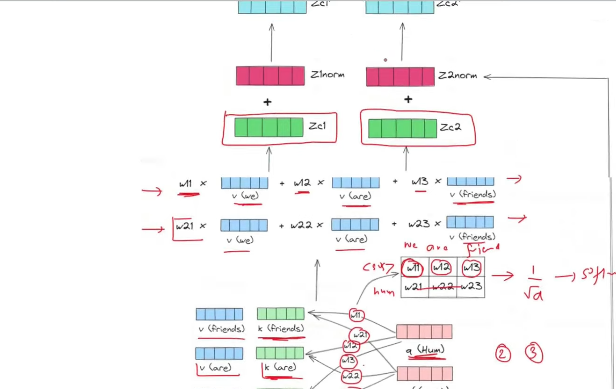 Zc1' Zc2'
Z1norm Z2norm
+ +
Zc1 Zc2
w11 × + w12 × + w13 ×
v (we) v (are) v (friends)
w21 × + w22 × + w23 ×
v (we) v (are) v (friends)
we are
w11 w12 w13
hum w21 w22 w23
1
√d
w11
v (friends) k (friends)
w21
w12
q (Hum)
w13
v (are) k (are)
w22
② ③